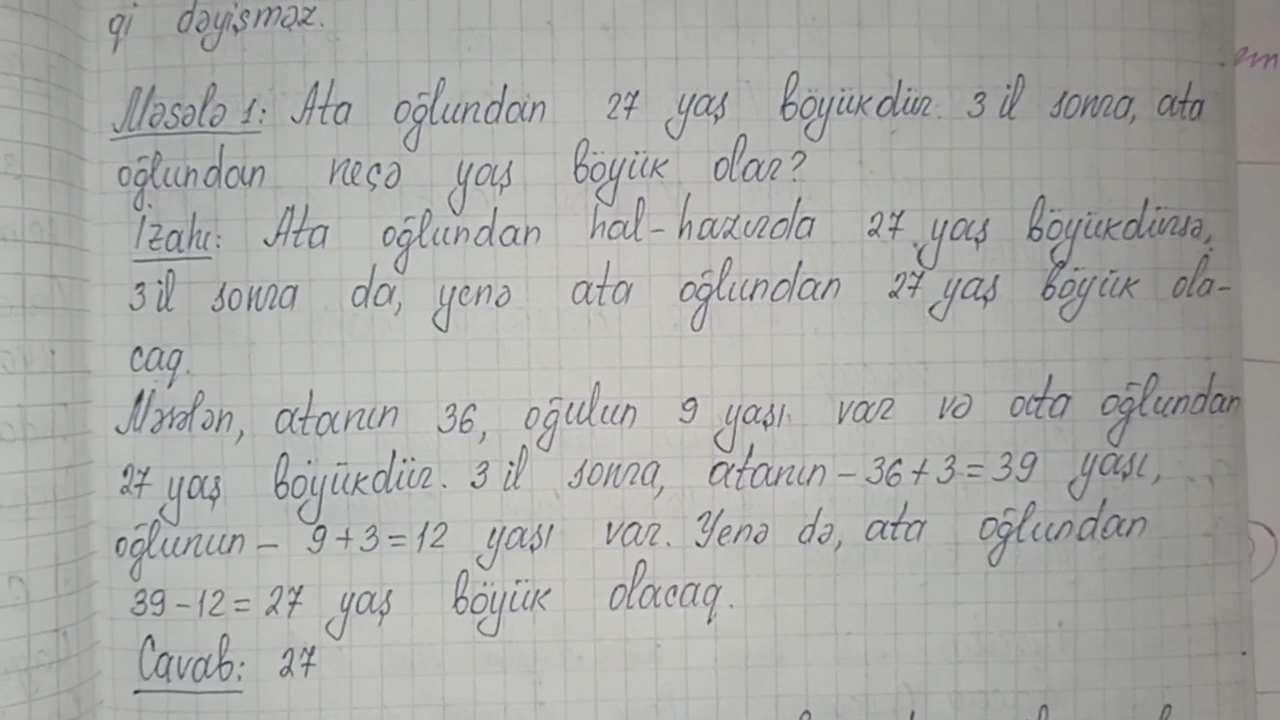 qi dəyişməz.
Məsələ 1: Ata oğlundan 27 yaş böyükdür. 3 il sonra, ata
oğlundan neçə yaş böyük olar?
İzahı: Ata oğlundan hal-hazırda 27 yaş böyükdürsə,
3 il sonra da, yenə ata oğlundan 27 yaş böyük ola-
caq.
Məsələn, atanın 36, oğulun 9 yaşı var və ata oğlundan
27 yaş böyükdür. 3 il sonra, atanın – 36 + 3 = 39 yaşı,
oğlunun – 9 + 3 = 12 yaşı var. Yenə də, ata oğlundan
39 – 12 = 27 yaş böyük olacaq.
Cavab: 27